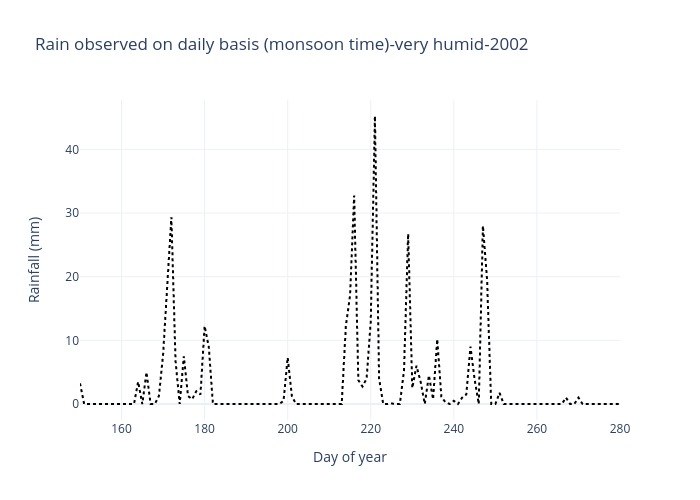 Rain observed on daily basis (monsoon time)-very humid-2002
40
30
20
10
0
Rainfall (mm)
160 180 200 220 240 260 280
Day of year